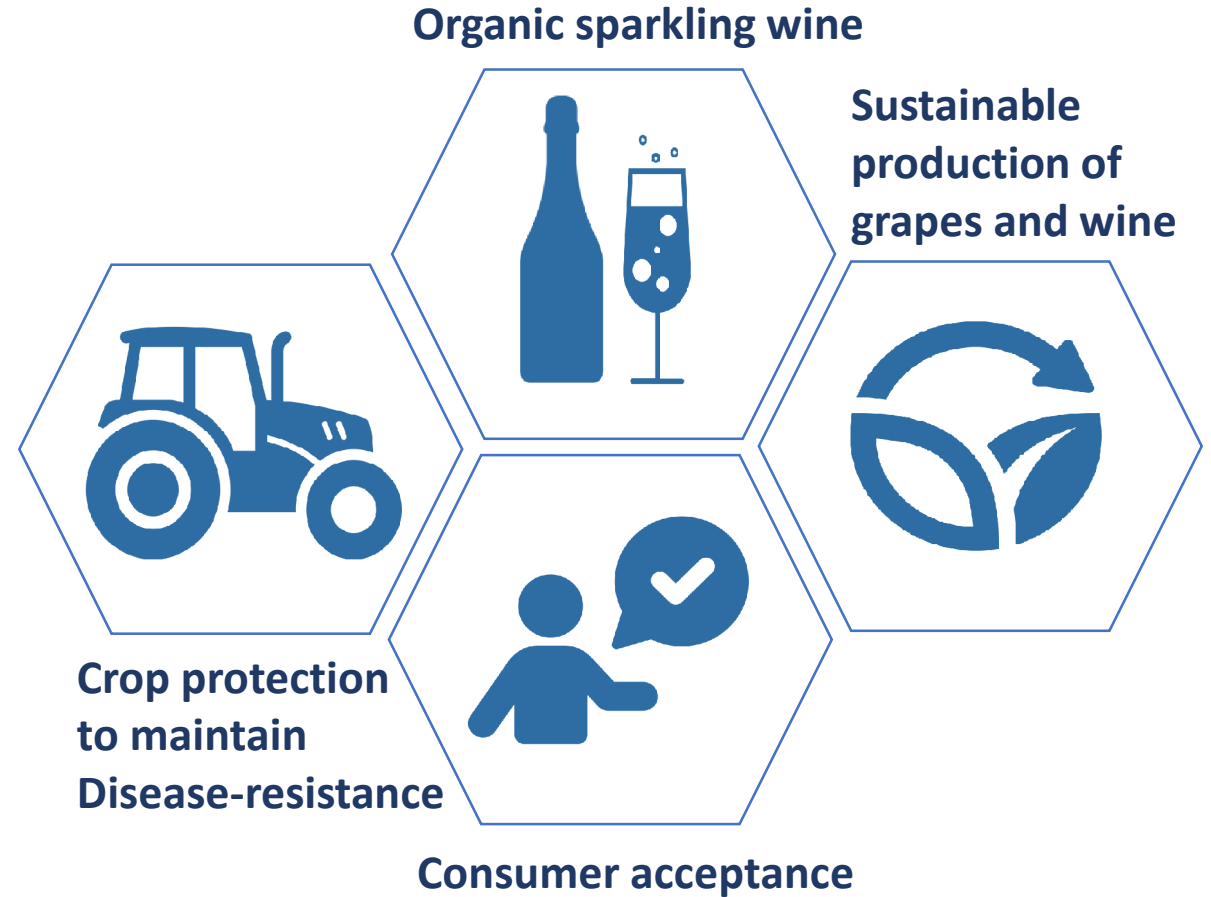 Organic sparkling wine
Sustainable
production of
grapes and wine
Crop protection
to maintain
Disease-resistance
Consumer acceptance